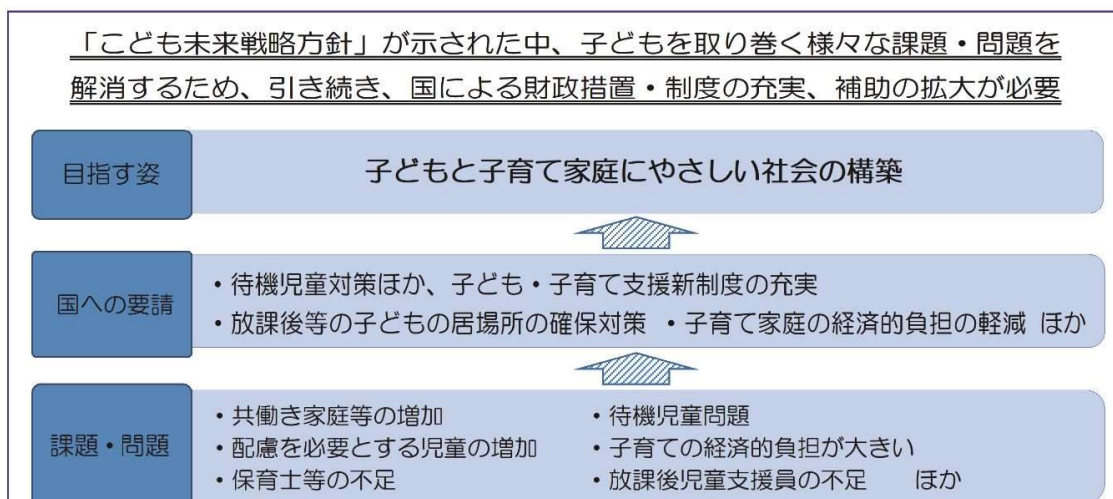 「こども未来戦略方針」が示された中、子どもを取り巻く様々な課題・問題を
解消するため、引き続き、国による財政措置・制度の充実、補助の拡大が必要
目指す姿
子どもと子育て家庭にやさしい社会の構築
国への要請
・待機児童対策ほか、子ども・子育て支援新制度の充実
・放課後等の子どもの居場所の確保対策 ・子育て家庭の経済的負担の軽減 ほか
課題・問題
・共働き家庭等の増加 ・待機児童問題
・配慮を必要とする児童の増加 ・子育ての経済的負担が大きい
・保育士等の不足 ・放課後児童支援員の不足 ほか